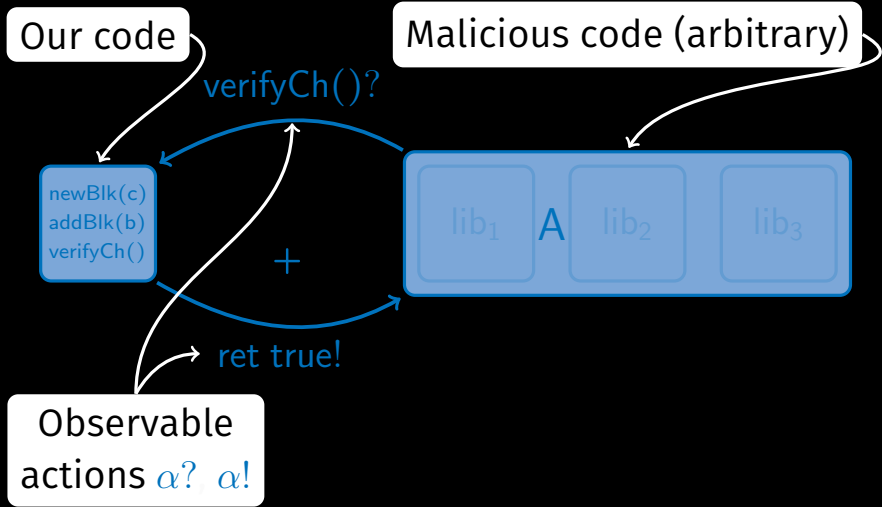 Our code
Malicious code (arbitrary)
verifyCh()?
newBlk(c)
addBlk(b)
verifyCh()
lib₁
A
lib₂
lib₃
+
ret true!
Observable
actions α?, α!